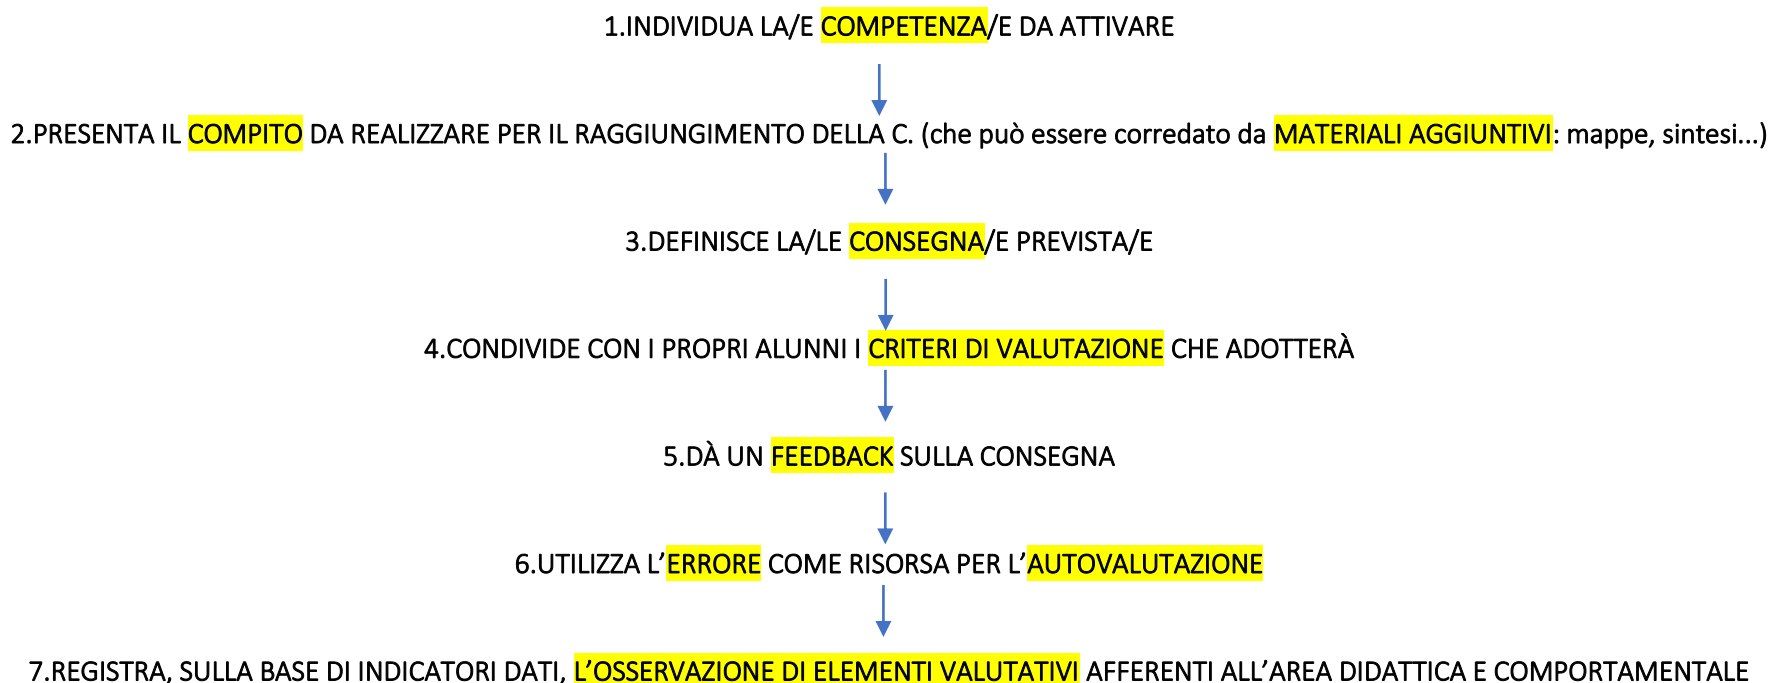 1.INDIVIDUA LA/E COMPETENZA/E DA ATTIVARE
2.PRESENTA IL COMPITO DA REALIZZARE PER IL RAGGIUNGIMENTO DELLA C. (che può essere corredato da MATERIALI AGGIUNTIVI: mappe, sintesi...)
3.DEFINISCE LA/LE CONSEGNA/E PREVISTA/E
4.CONDIVIDE CON I PROPRI ALUNNI I CRITERI DI VALUTAZIONE CHE ADOTTERÀ
5.DÀ UN FEEDBACK SULLA CONSEGNA
6.UTILIZZA L’ERRORE COME RISORSA PER L’AUTOVALUTAZIONE
7.REGISTRA, SULLA BASE DI INDICATORI DATI, L’OSSERVAZIONE DI ELEMENTI VALUTATIVI AFFERENTI ALL’AREA DIDATTICA E COMPORTAMENTALE